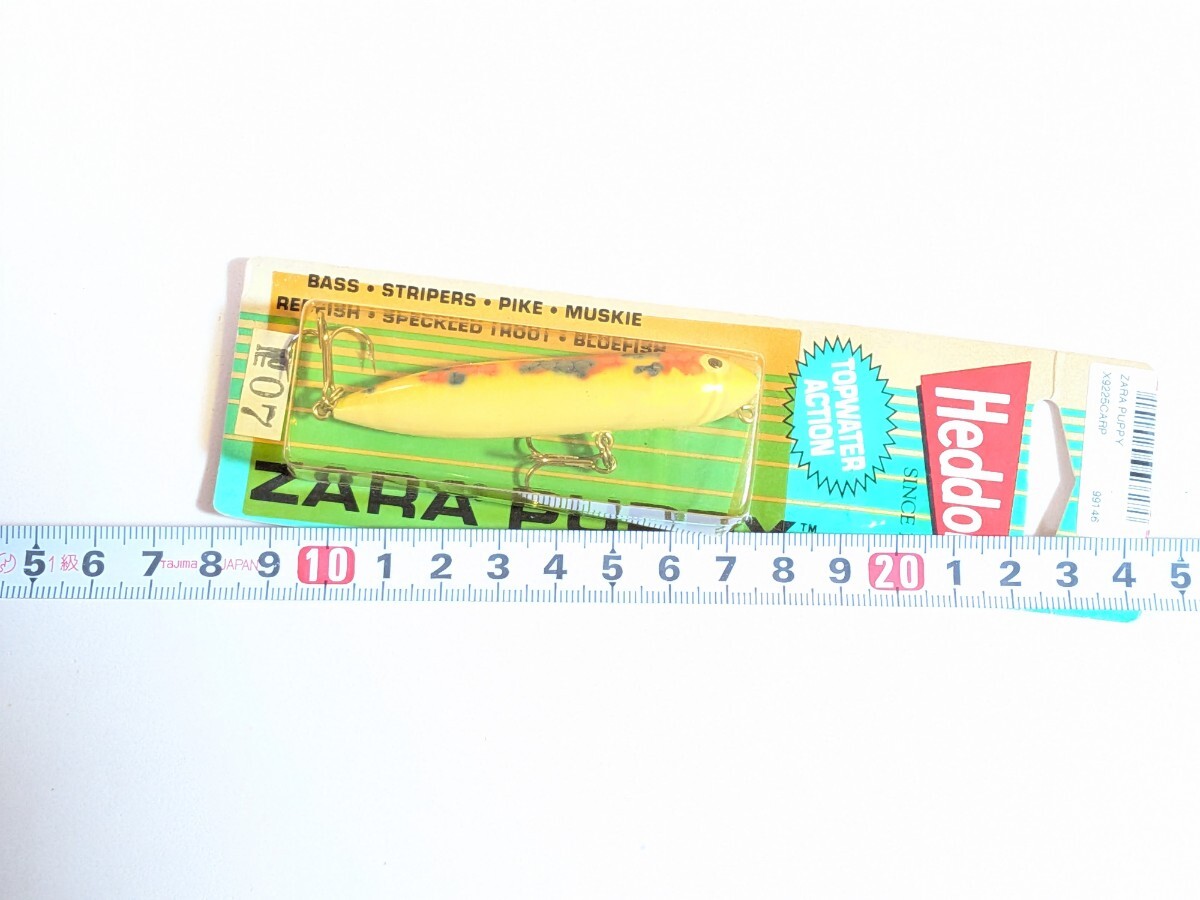 BASS • STRIPERS • PIKE • MUSKIE
REDFISH • SPECKLED TROUT • BLUEFISH
ZARA PUPPY™
TOPWATER
ACTION
SINCE
Heddo
ZARA PUPPY
X9225CARP
99146
07
5 1級 6 7 Tajima 8 JAPAN 9 10 1 2 3 4 5 6 7 8 9 20 1 2 3 4 5